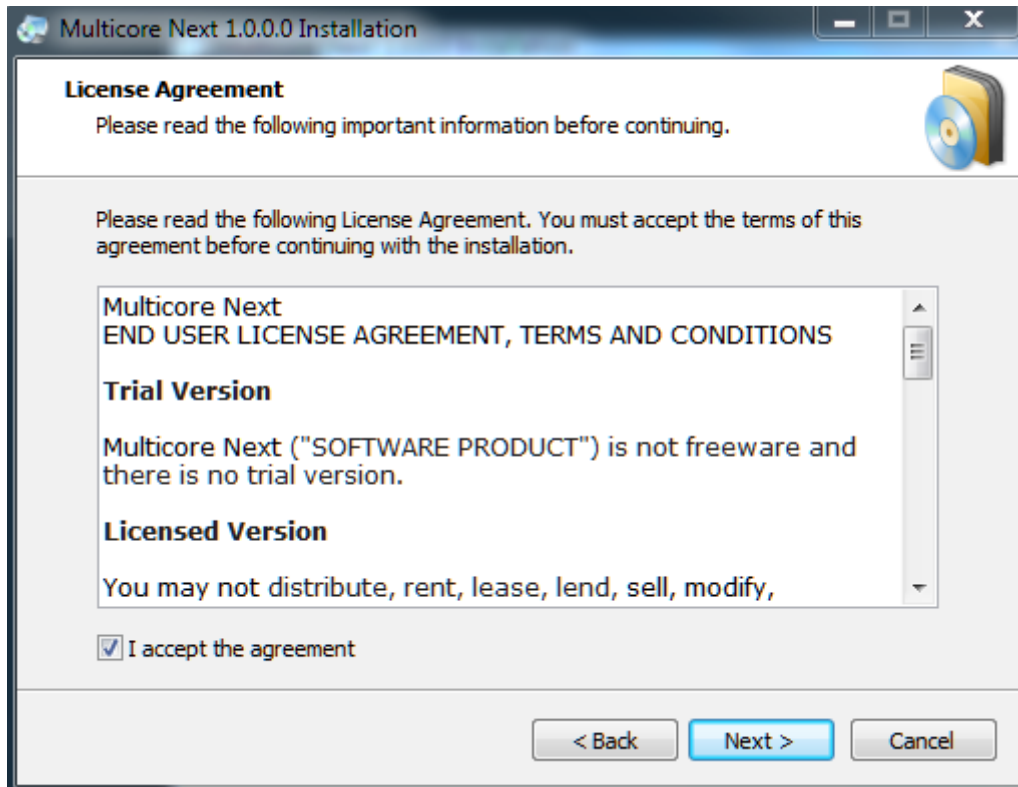 Multicore Next 1.0.0.0 Installation
License Agreement
Please read the following important information before continuing.
Please read the following License Agreement. You must accept the terms of this
agreement before continuing with the installation.
Multicore Next
END USER LICENSE AGREEMENT, TERMS AND CONDITIONS
Trial Version
Multicore Next ("SOFTWARE PRODUCT") is not freeware and
there is no trial version.
Licensed Version
You may not distribute, rent, lease, lend, sell, modify,
I accept the agreement
< Back Next > Cancel